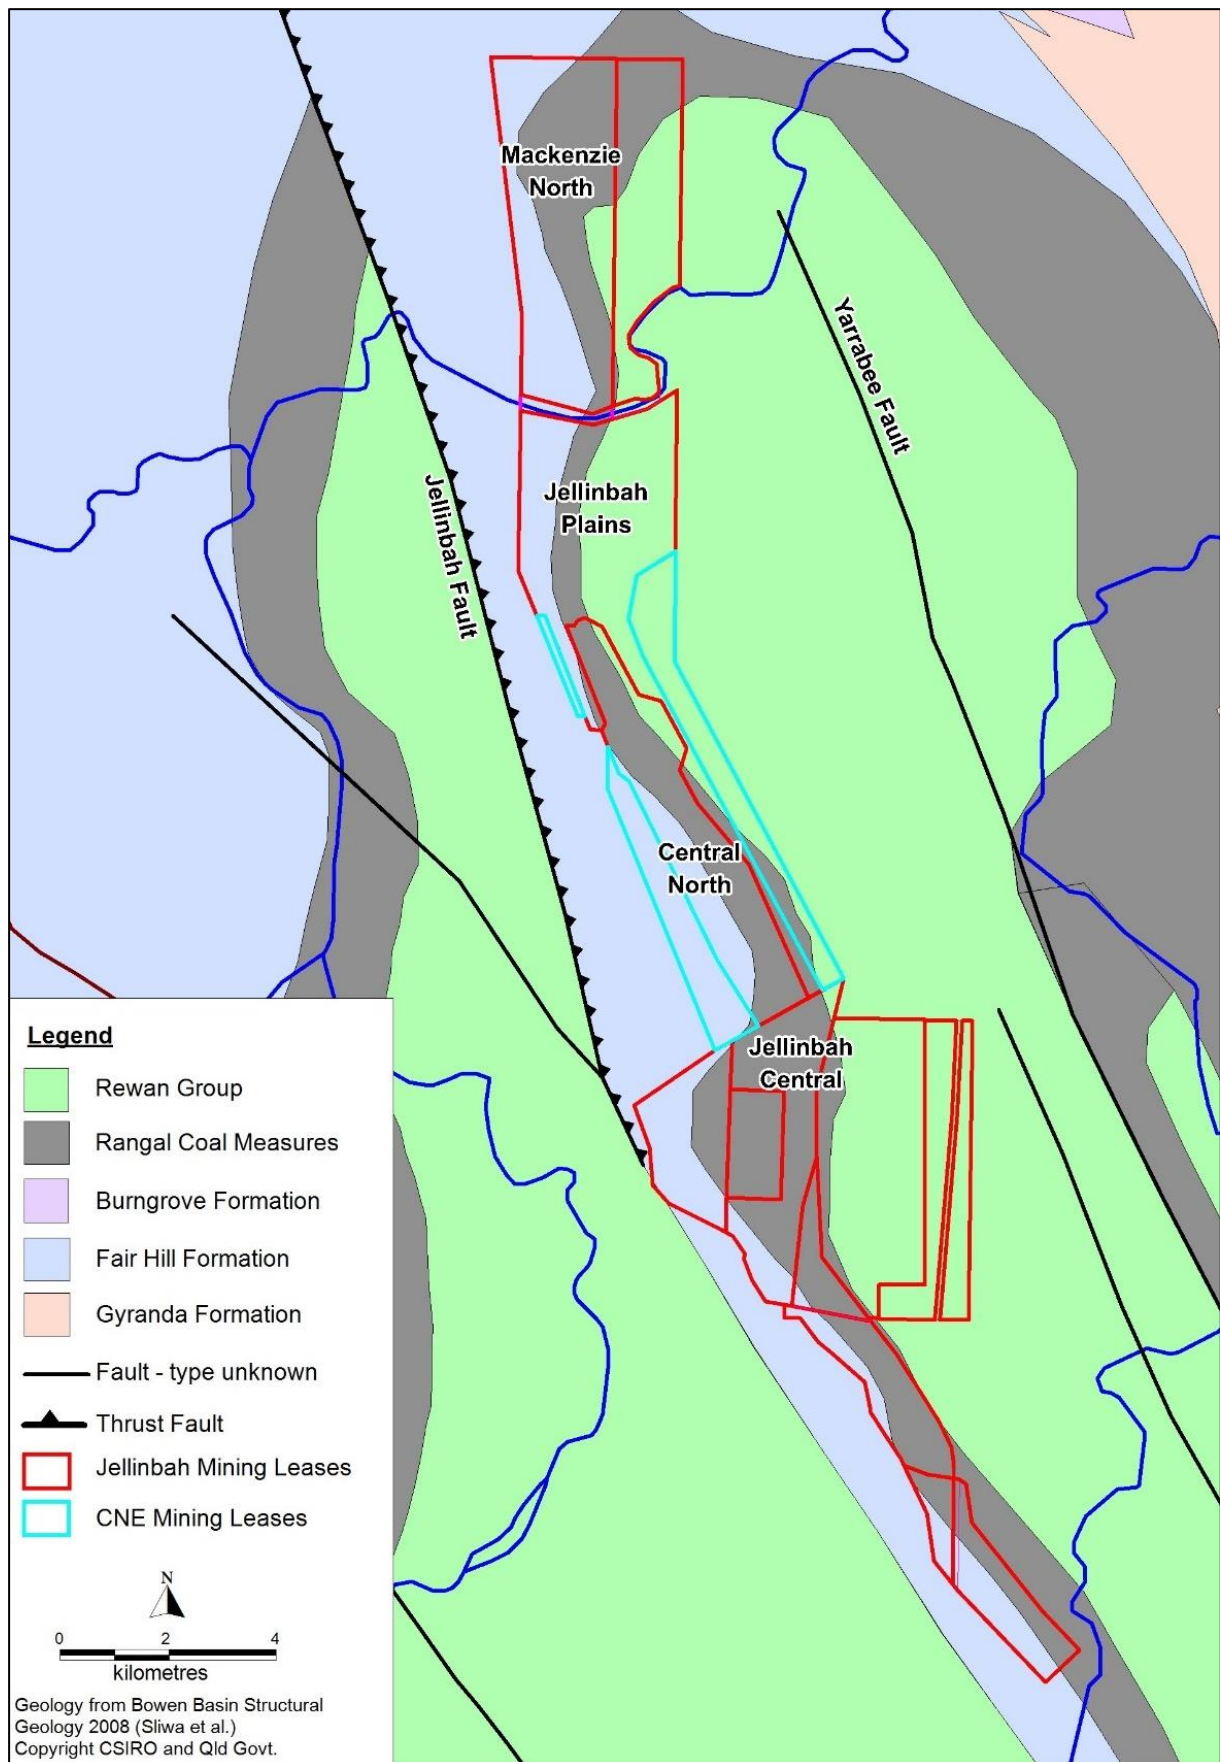 Mackenzie
North
Yarrabee Fault
Jellinbah
Plains
Jellinbah Fault
Central
North
Jellinbah
Central
Legend
Rewan Group
Rangal Coal Measures
Burngrove Formation
Fair Hill Formation
Gyranda Formation
Fault - type unknown
Thrust Fault
Jellinbah Mining Leases
CNE Mining Leases
N
0 2 4
kilometres
Geology from Bowen Basin Structural
Geology 2008 (Sliwa et al.)
Copyright CSIRO and Qld Govt.